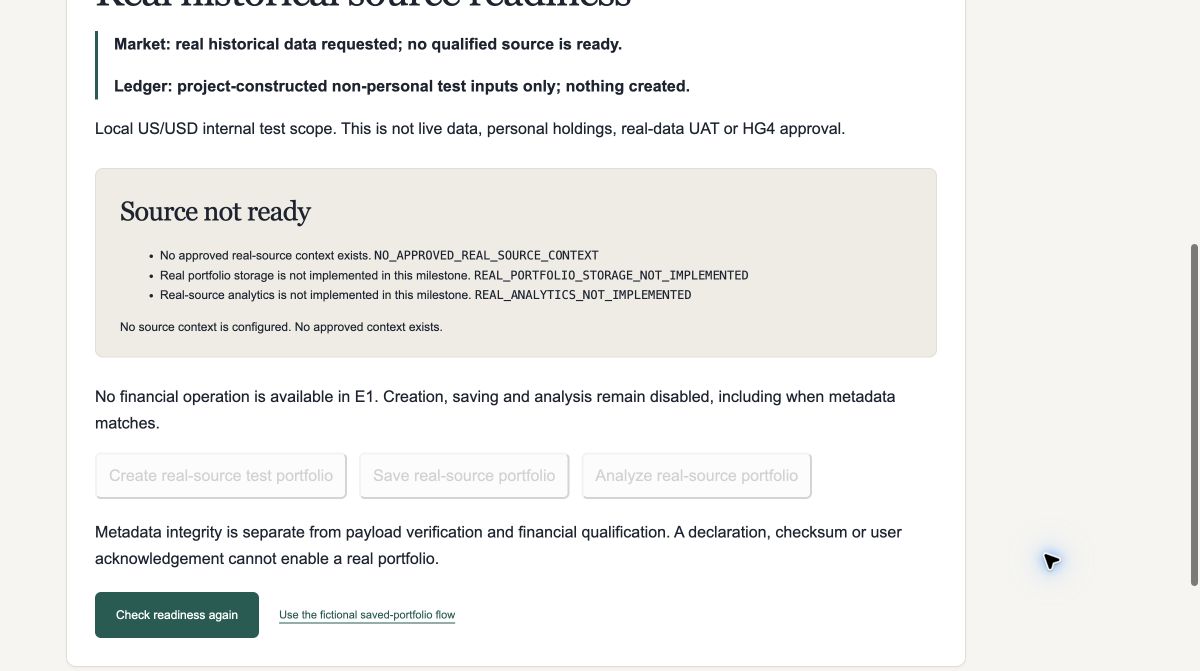 Real historical source readiness
Market: real historical data requested; no qualified source is ready.
Ledger: project-constructed non-personal test inputs only; nothing created.
Local US/USD internal test scope. This is not live data, personal holdings, real-data UAT or HG4 approval.
Source not ready
• No approved real-source context exists. NO_APPROVED_REAL_SOURCE_CONTEXT
• Real portfolio storage is not implemented in this milestone. REAL_PORTFOLIO_STORAGE_NOT_IMPLEMENTED
• Real-source analytics is not implemented in this milestone. REAL_ANALYTICS_NOT_IMPLEMENTED
No source context is configured. No approved context exists.
No financial operation is available in E1. Creation, saving and analysis remain disabled, including when metadata
matches.
Create real-source test portfolio
Save real-source portfolio
Analyze real-source portfolio
Metadata integrity is separate from payload verification and financial qualification. A declaration, checksum or user
acknowledgement cannot enable a real portfolio.
Check readiness again
Use the fictional saved-portfolio flow